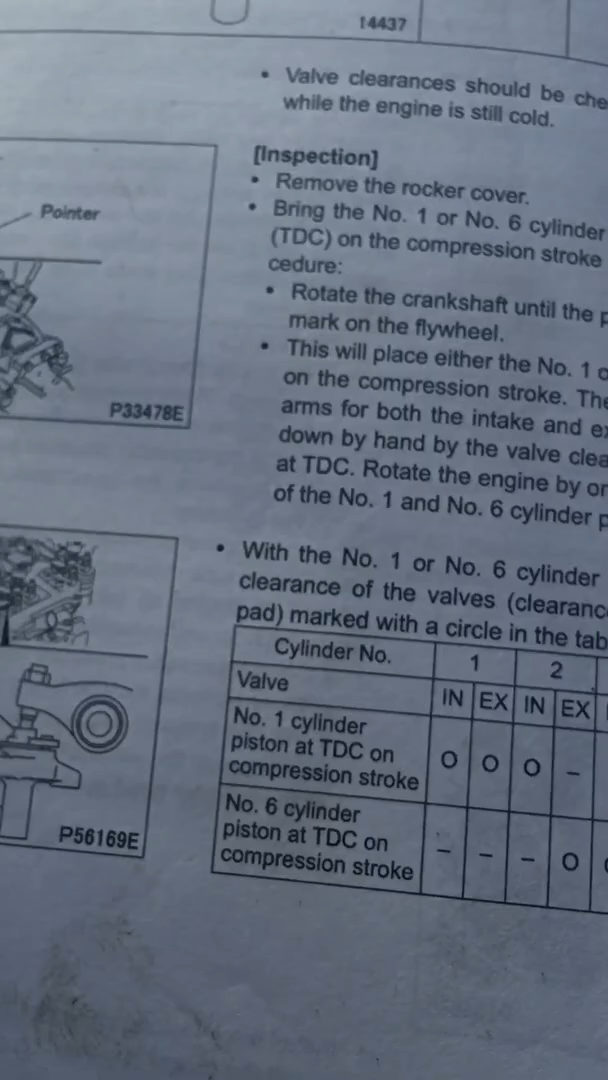 14437
• Valve clearances should be che
while the engine is still cold.
[Inspection]
• Remove the rocker cover.
• Bring the No. 1 or No. 6 cylinder
(TDC) on the compression stroke
cedure:
• Rotate the crankshaft until the p
mark on the flywheel.
• This will place either the No. 1 o
on the compression stroke. The
arms for both the intake and ex
down by hand by the valve clea
at TDC. Rotate the engine by on
of the No. 1 and No. 6 cylinder p
Pointer
P33478E
• With the No. 1 or No. 6 cylinder
clearance of the valves (clearanc
pad) marked with a circle in the tab
Cylinder No. 1 2
Valve IN EX IN EX
No. 1 cylinder
piston at TDC on
compression stroke
O O O –
No. 6 cylinder
piston at TDC on
compression stroke
– – – O
P56169E